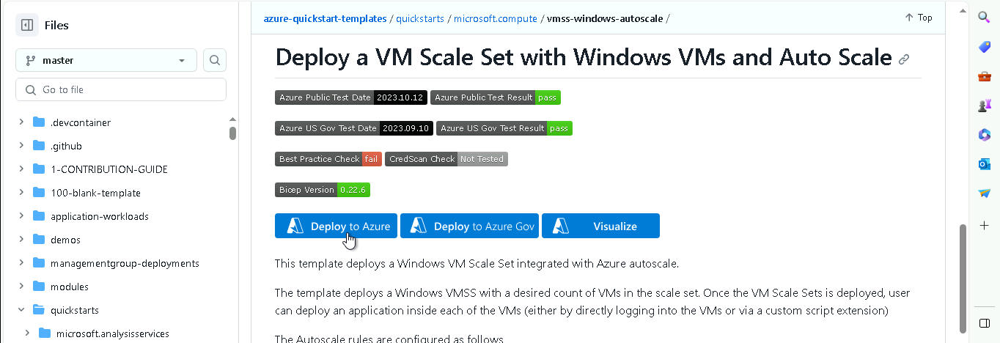 Files
master
Go to file
.devcontainer
.github
1-CONTRIBUTION-GUIDE
100-blank-template
application-workloads
demos
managementgroup-deployments
modules
quickstarts
microsoft.analysisservices
azure-quickstart-templates / quickstarts / microsoft.compute / vmss-windows-autoscale /
Top
Deploy a VM Scale Set with Windows VMs and Auto Scale
Azure Public Test Date 2023.10.12 Azure Public Test Result pass
Azure US Gov Test Date 2023.09.10 Azure US Gov Test Result pass
Best Practice Check fail CredScan Check Not Tested
Bicep Version 0.22.6
Deploy to Azure Deploy to Azure Gov Visualize
This template deploys a Windows VM Scale Set integrated with Azure autoscale.
The template deploys a Windows VMSS with a desired count of VMs in the scale set. Once the VM Scale Sets is deployed, user
can deploy an application inside each of the VMs (either by directly logging into the VMs or via a custom script extension)
The Autoscale rules are configured as follows